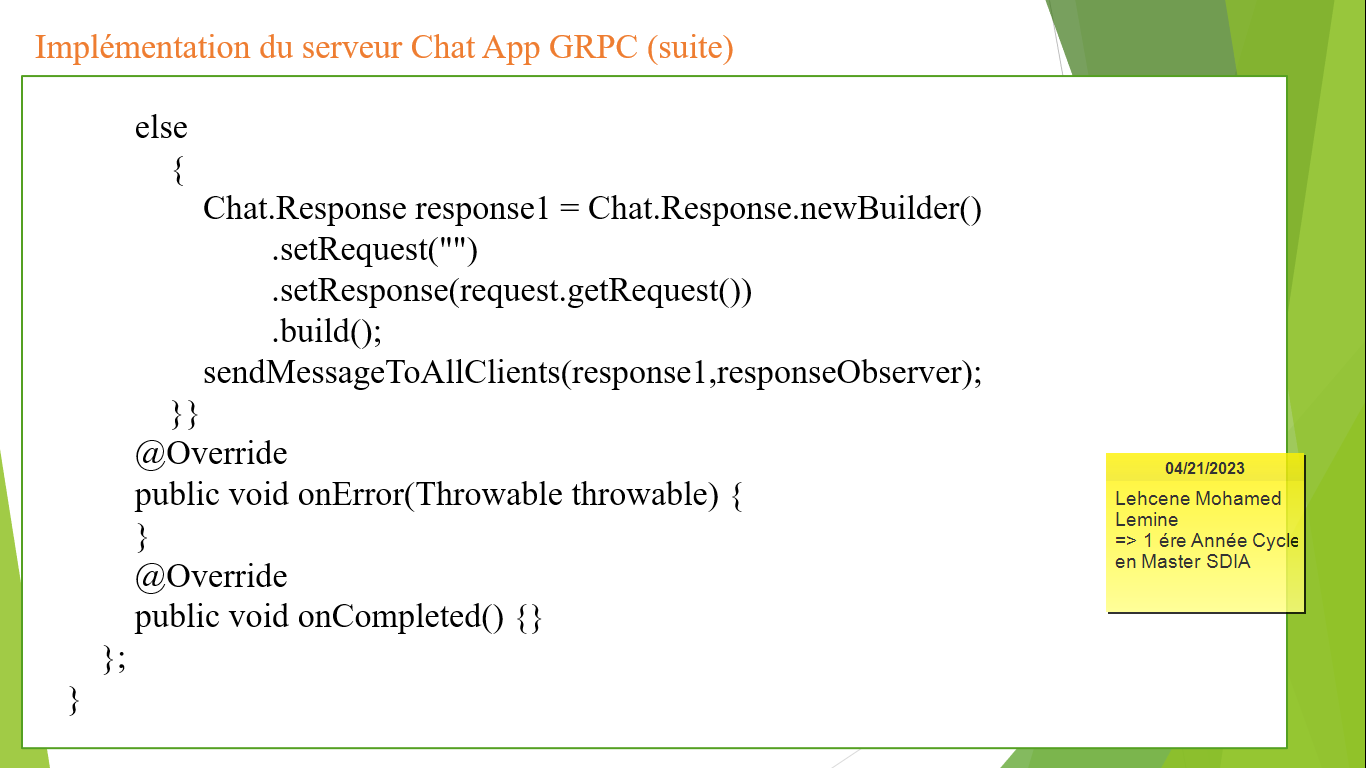 Implémentation du serveur Chat App GRPC (suite)
else
{
Chat.Response response1 = Chat.Response.newBuilder()
.setRequest("")
.setResponse(request.getRequest())
.build();
sendMessageToAllClients(response1,responseObserver);
}}
@Override
public void onError(Throwable throwable) {
}
@Override
public void onCompleted() {}
};
}
04/21/2023
Lehcene Mohamed
Lemine
=> 1 ére Année Cycle
en Master SDIA